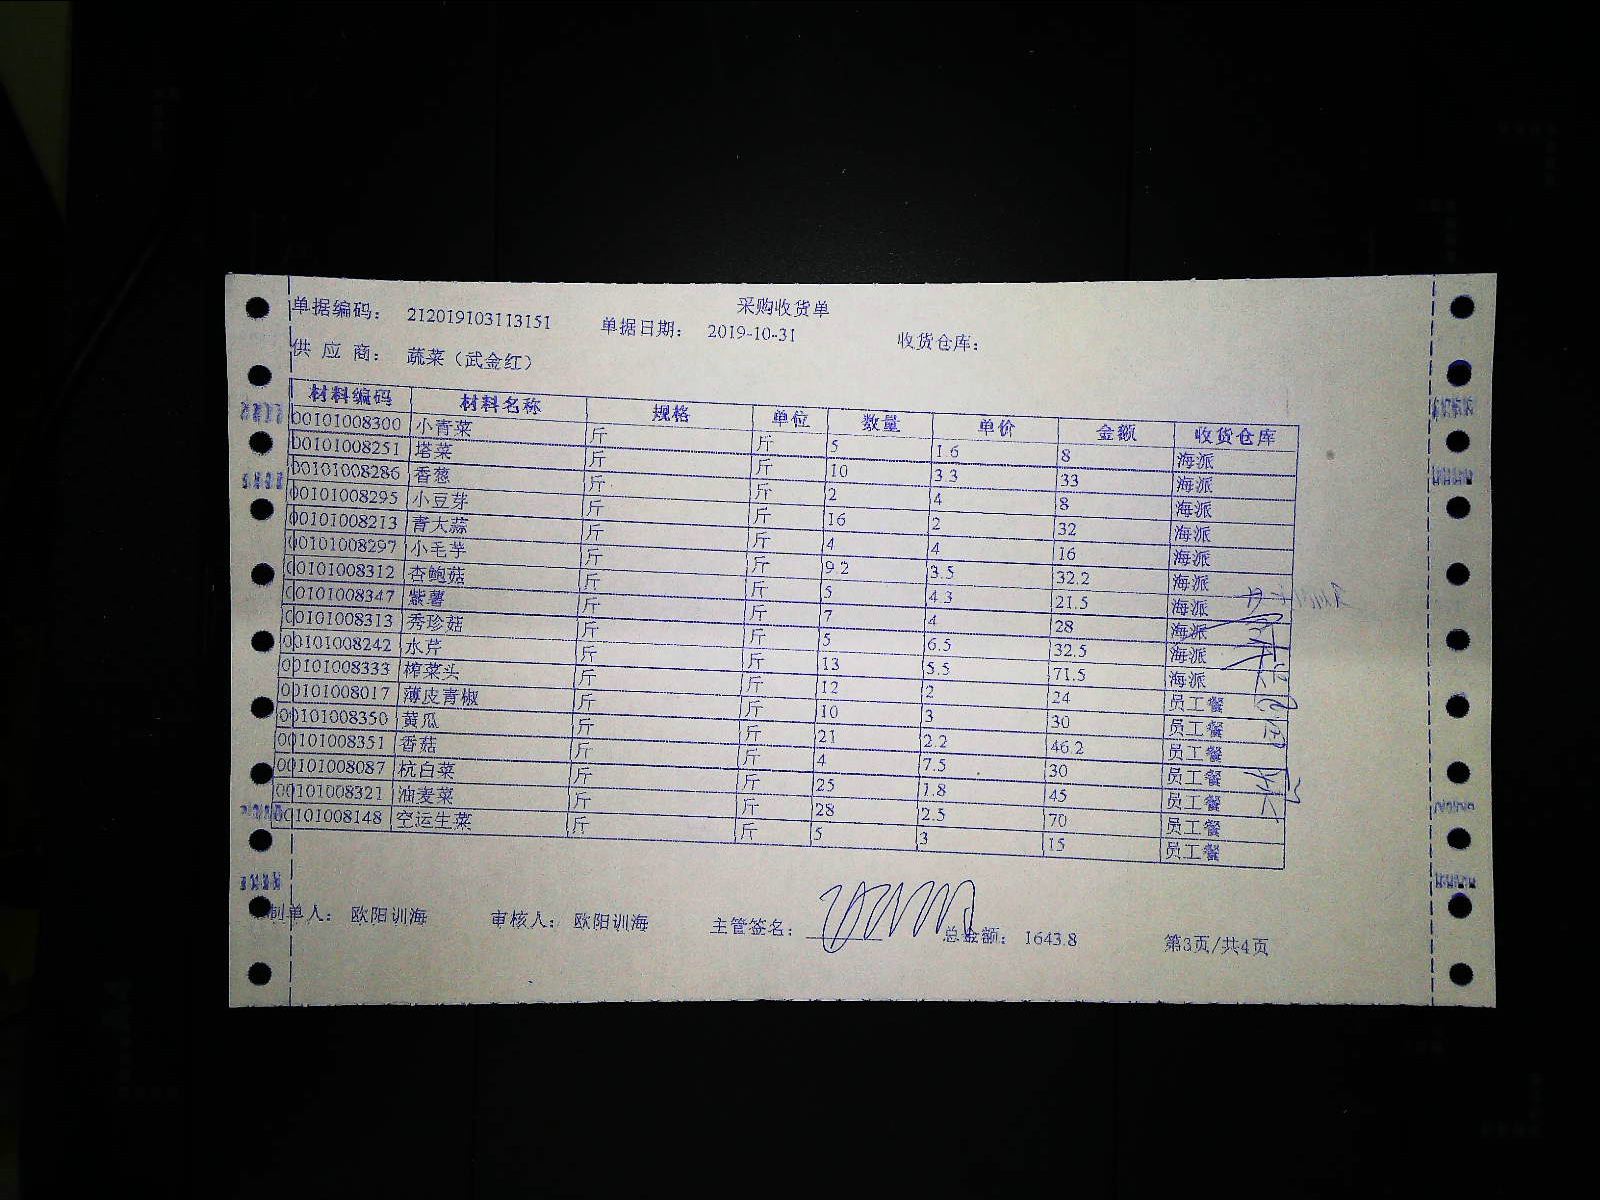 采购收货单
单据编码： 212019103113151 单据日期： 2019-10-31 收货仓库：
供 应 商： 蔬菜（武金红）
材料编码 材料名称 规格 单位 数量 单价 金额 收货仓库
00101008300 小青菜 斤 斤 5 1.6 8 海派
00101008251 塔菜 斤 斤 10 3.3 33 海派
00101008286 香葱 斤 斤 2 4 8 海派
00101008295 小豆芽 斤 斤 16 2 32 海派
00101008213 青大蒜 斤 斤 4 4 16 海派
00101008297 小毛芋 斤 斤 9.2 3.5 32.2 海派
00101008312 杏鲍菇 斤 斤 5 4.3 21.5 海派
00101008347 紫薯 斤 斤 7 4 28 海派
00101008313 秀珍菇 斤 斤 5 6.5 32.5 海派
00101008242 水芹 斤 斤 13 5.5 71.5 海派
00101008333 榨菜头 斤 斤 12 2 24 员工餐
00101008017 薄皮青椒 斤 斤 10 3 30 员工餐
00101008350 黄瓜 斤 斤 21 2.2 46.2 员工餐
00101008351 香菇 斤 斤 4 7.5 30 员工餐
00101008087 杭白菜 斤 斤 25 1.8 45 员工餐
00101008321 油麦菜 斤 斤 28 2.5 70 员工餐
00101008148 空运生菜 斤 斤 5 3 15 员工餐
制单人： 欧阳训海 审核人： 欧阳训海 主管签名： 总金额： 1643.8 第3页/共4页